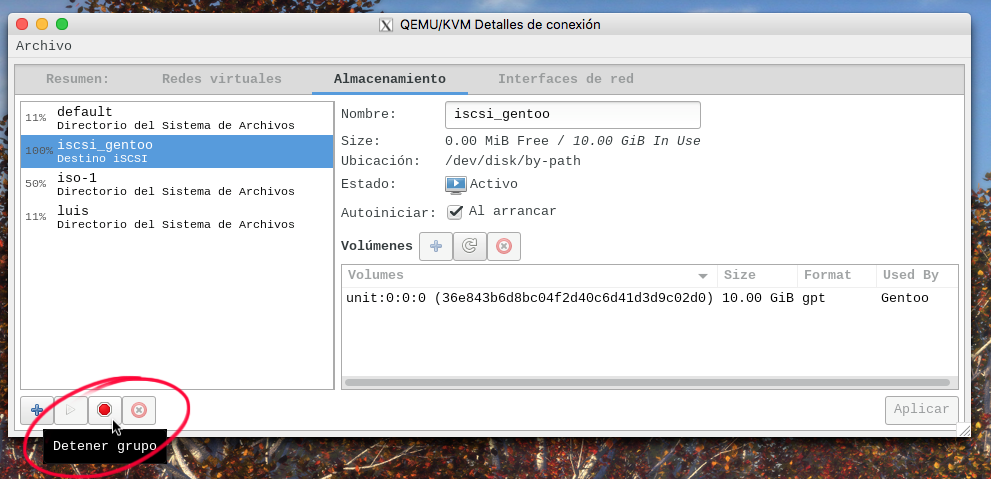 QEMU/KVM Detalles de conexión
Archivo
Resumen: Redes virtuales Almacenamiento Interfaces de red
11% default
Directorio del Sistema de Archivos
100% iscsi_gentoo
Destino iSCSI
50% iso-1
Directorio del Sistema de Archivos
11% luis
Directorio del Sistema de Archivos
Nombre: iscsi_gentoo
Size: 0.00 MiB Free / 10.00 GiB In Use
Ubicación: /dev/disk/by-path
Estado: Activo
Autoiniciar: Al arrancar
Volúmenes
Volumes Size Format Used By
unit:0:0:0 (36e843b6d8bc04f2d40c6d41d3d9c02d0) 10.00 GiB gpt Gentoo
Aplicar
Detener grupo